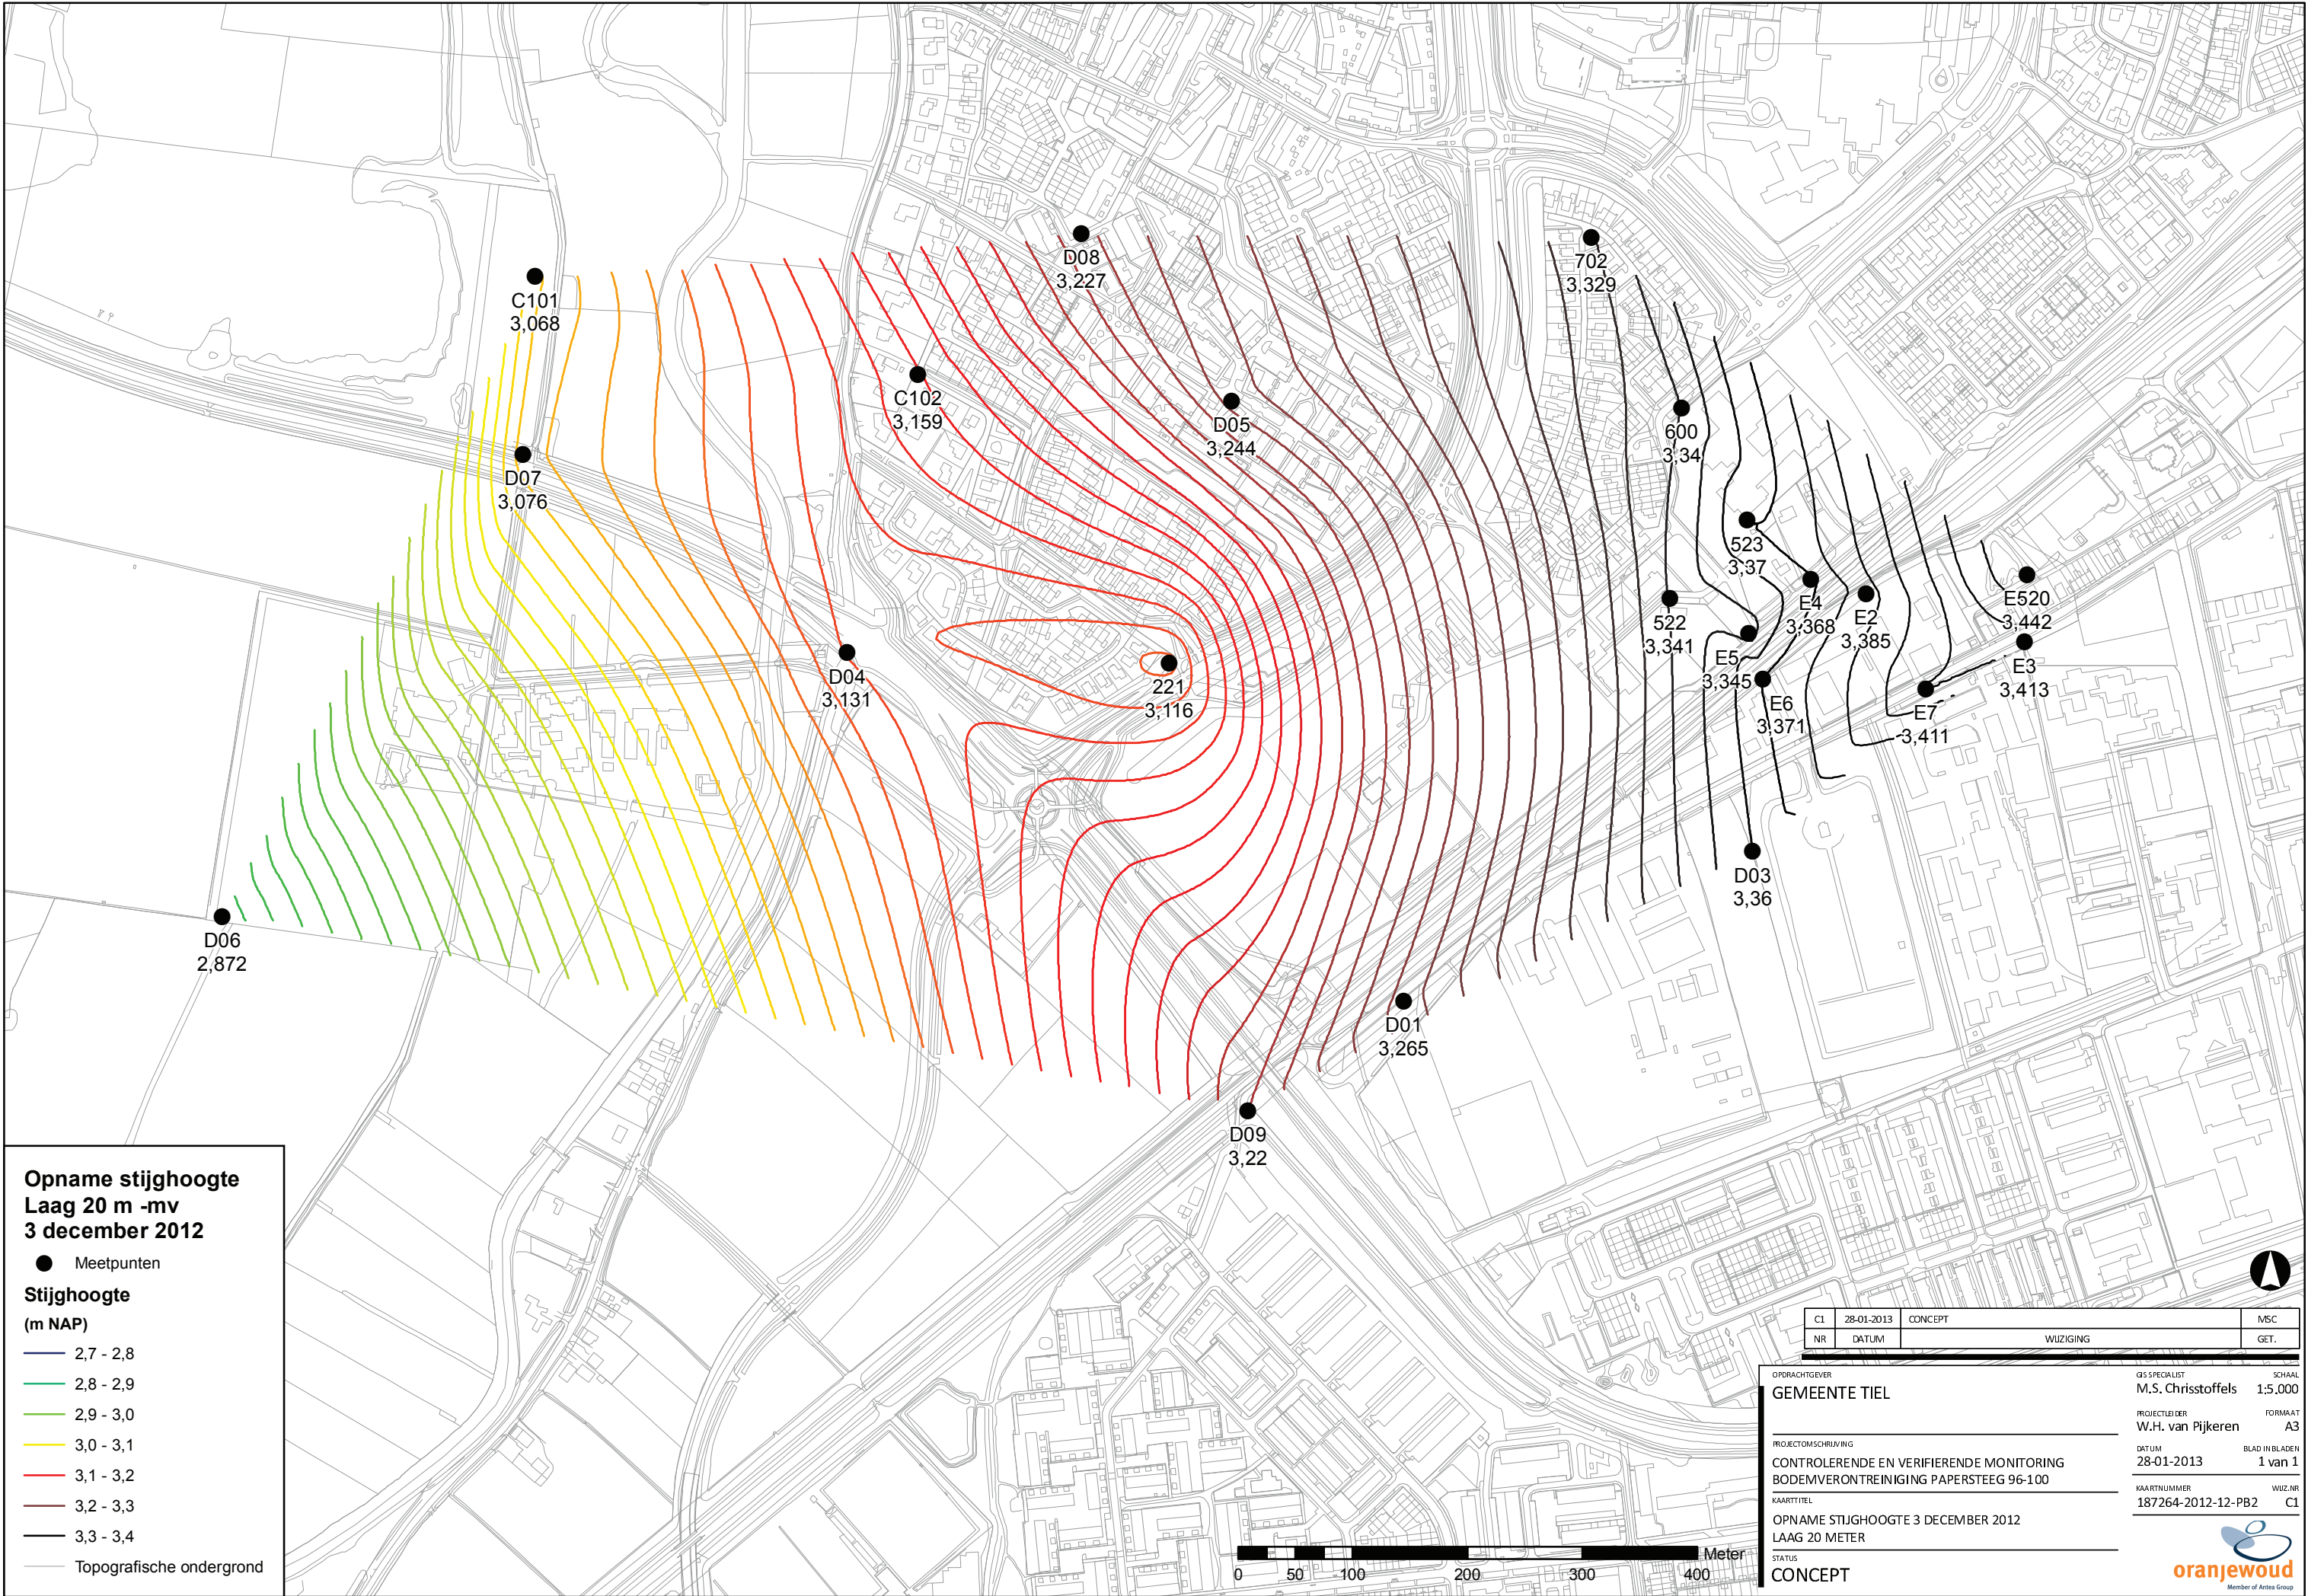 D08
3,227
702
3,329
C101
3,068
C102
3,159
D05
3,244
600
3,34
D07
3,076
523
3,37
E4
3,368
E2
3,385
E520
3,442
522
3,341
E5
3,345
E3
3,413
D04
3,131
221
3,116
E6
3,371
E7
3,411
D03
3,36
D06
2,872
D01
3,265
D09
3,22
Opname stijghoogte
Laag 20 m -mv
3 december 2012
Meetpunten
Stijghoogte
(m NAP)
2,7 - 2,8
2,8 - 2,9
2,9 - 3,0
3,0 - 3,1
3,1 - 3,2
3,2 - 3,3
3,3 - 3,4
Topografische ondergrond
0 50 100 200 300 400 Meter
C1 28-01-2013 CONCEPT MSC
NR DATUM WIJZIGING GET.
OPDRACHTGEVER
GEMEENTE TIEL
GIS SPECIALIST SCHAAL
M.S. Chrisstoffels 1:5.000
PROJECTLEIDER FORMAAT
W.H. van Pijkeren A3
PROJECTOMSCHRIJVING
CONTROLERENDE EN VERIFIERENDE MONITORING
BODEMVERONTREINIGING PAPERSTEEG 96-100
DATUM BLAD IN BLADEN
28-01-2013 1 van 1
KAARTTITEL
OPNAME STIJGHOOGTE 3 DECEMBER 2012
LAAG 20 METER
KAARTNUMMER WIJZ.NR
187264-2012-12-PB2 C1
STATUS
CONCEPT
oranjewoud
Member of Antea Group